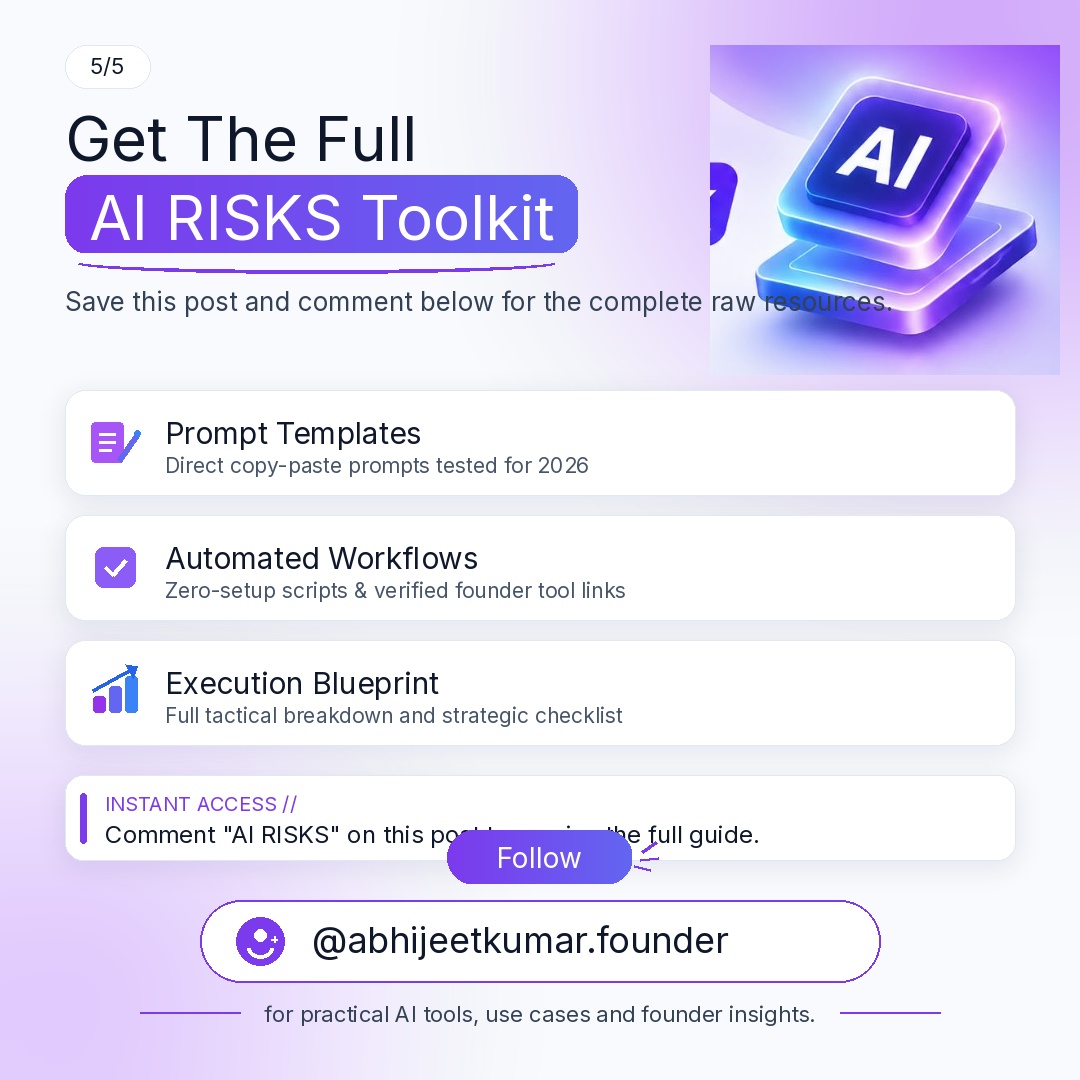 5/5
Get The Full
AI RISKS Toolkit
AI
Save this post and comment below for the complete raw resources.
Prompt Templates
Direct copy-paste prompts tested for 2026
Automated Workflows
Zero-setup scripts & verified founder tool links
Execution Blueprint
Full tactical breakdown and strategic checklist
INSTANT ACCESS //
Comment "AI RISKS" on this the full guide.
Follow
@abhijeetkumar.founder
for practical AI tools, use cases and founder insights.